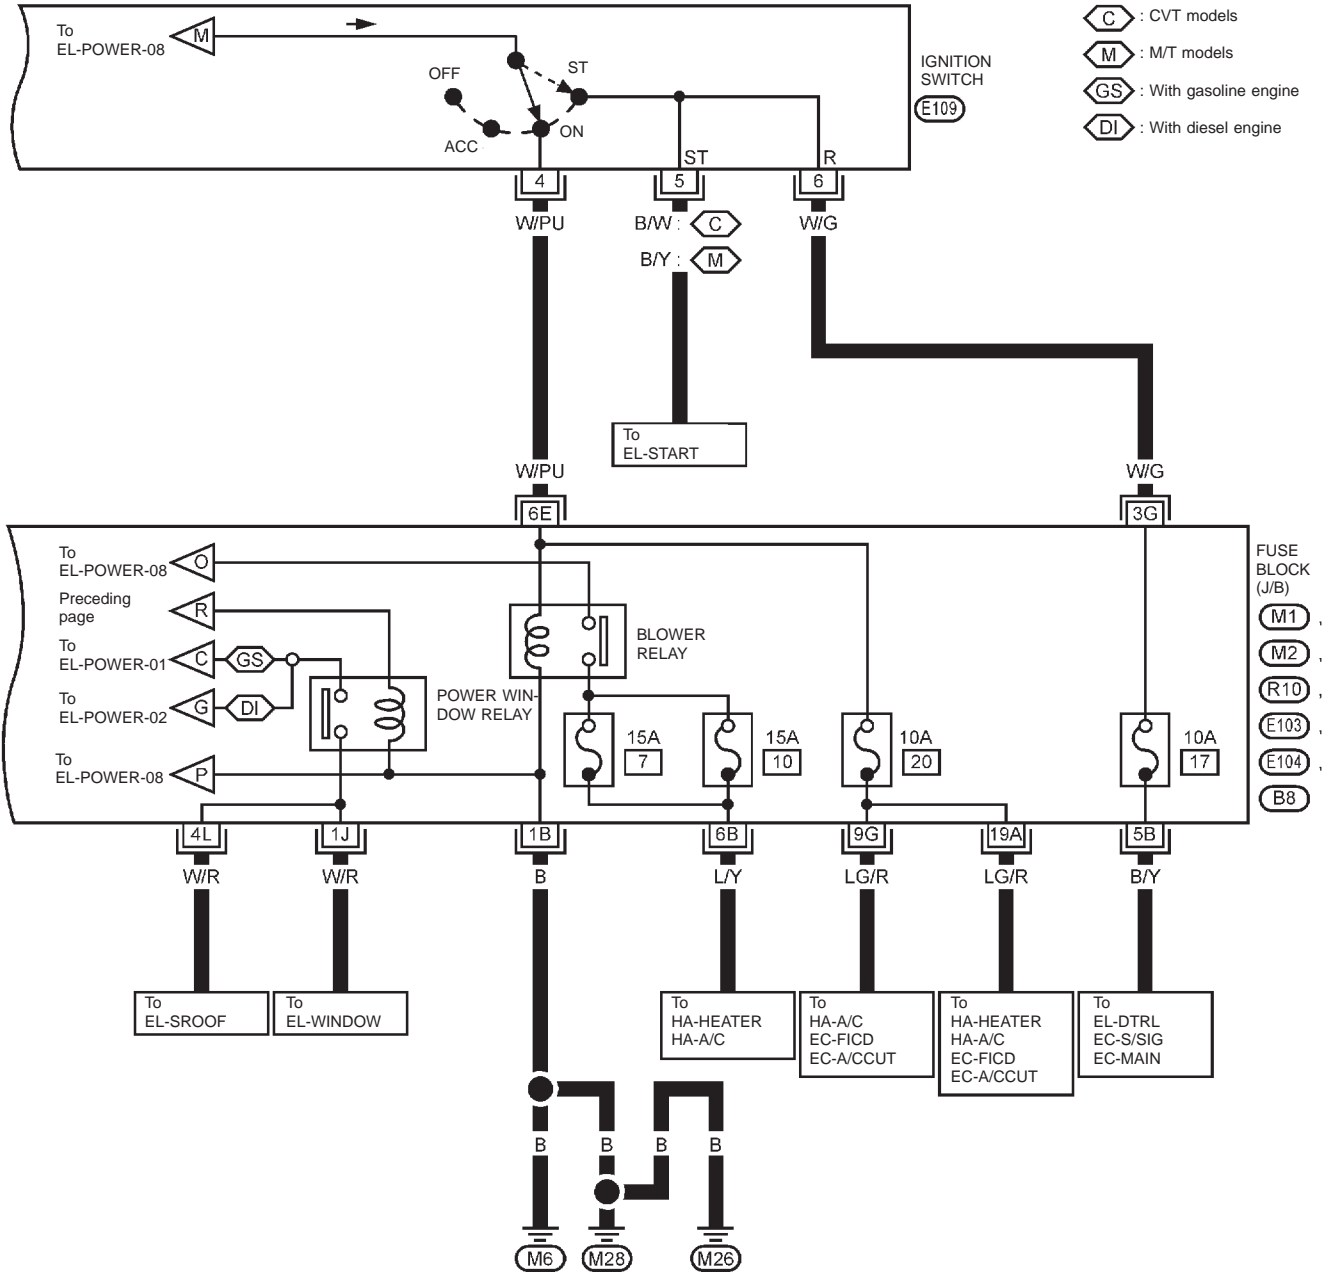 To
EL-POWER-08
M
OFF
ST
ACC
ON
IGNITION
SWITCH
E109
C : CVT models
M : M/T models
GS : With gasoline engine
DI : With diesel engine
ST
R
4
5
6
W/PU
B/W : C
B/Y : M
W/G
To
EL-START
W/PU
W/G
6E
3G
To
EL-POWER-08
O
Preceding
page
R
To
EL-POWER-01
C
GS
To
EL-POWER-02
G
DI
To
EL-POWER-08
P
POWER WIN-
DOW RELAY
BLOWER
RELAY
15A
7
15A
10
10A
20
10A
17
FUSE
BLOCK
(J/B)
M1 ,
M2 ,
R10 ,
E103 ,
E104 ,
B8
4L
1J
1B
6B
9G
19A
5B
W/R
W/R
B
L/Y
LG/R
LG/R
B/Y
To
EL-SROOF
To
EL-WINDOW
To
HA-HEATER
HA-A/C
To
HA-A/C
EC-FICD
EC-A/CCUT
To
HA-HEATER
HA-A/C
EC-FICD
EC-A/CCUT
To
EL-DTRL
EC-S/SIG
EC-MAIN
B
B
B
B
M6
M28
M26